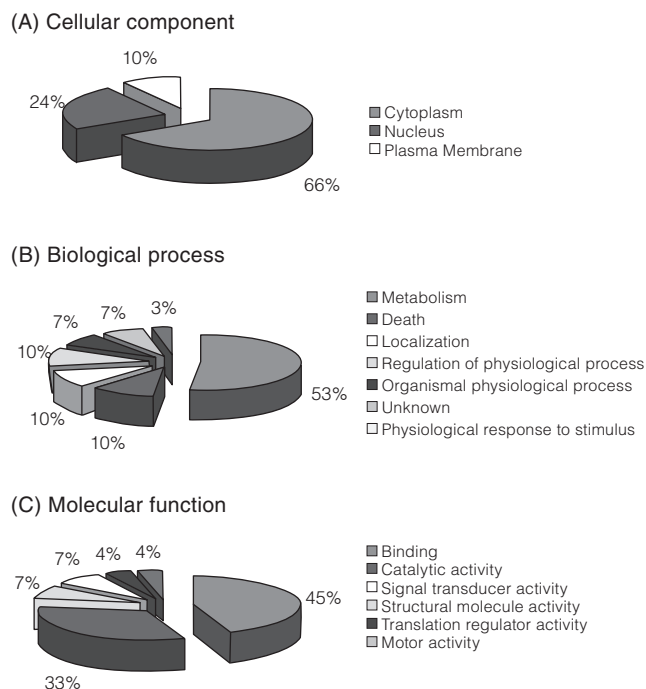 (A) Cellular component
10%
24%
66%
Cytoplasm
Nucleus
Plasma Membrane
(B) Biological process
7%
7%
3%
10%
10%
10%
53%
Metabolism
Death
Localization
Regulation of physiological process
Organismal physiological process
Unknown
Physiological response to stimulus
(C) Molecular function
7%
4%
4%
7%
45%
33%
Binding
Catalytic activity
Signal transducer activity
Structural molecule activity
Translation regulator activity
Motor activity